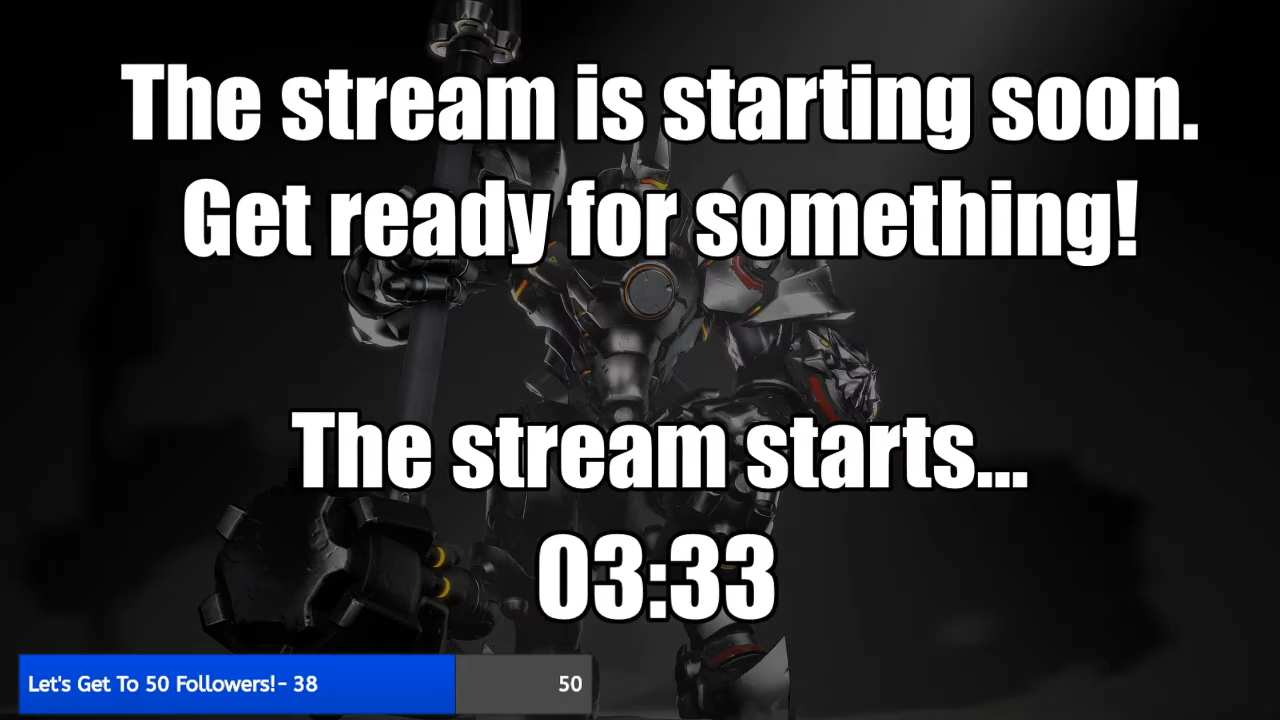 The stream is starting soon.
Get ready for something!
The stream starts...
03:33
Let's Get To 50 Followers!- 38 50